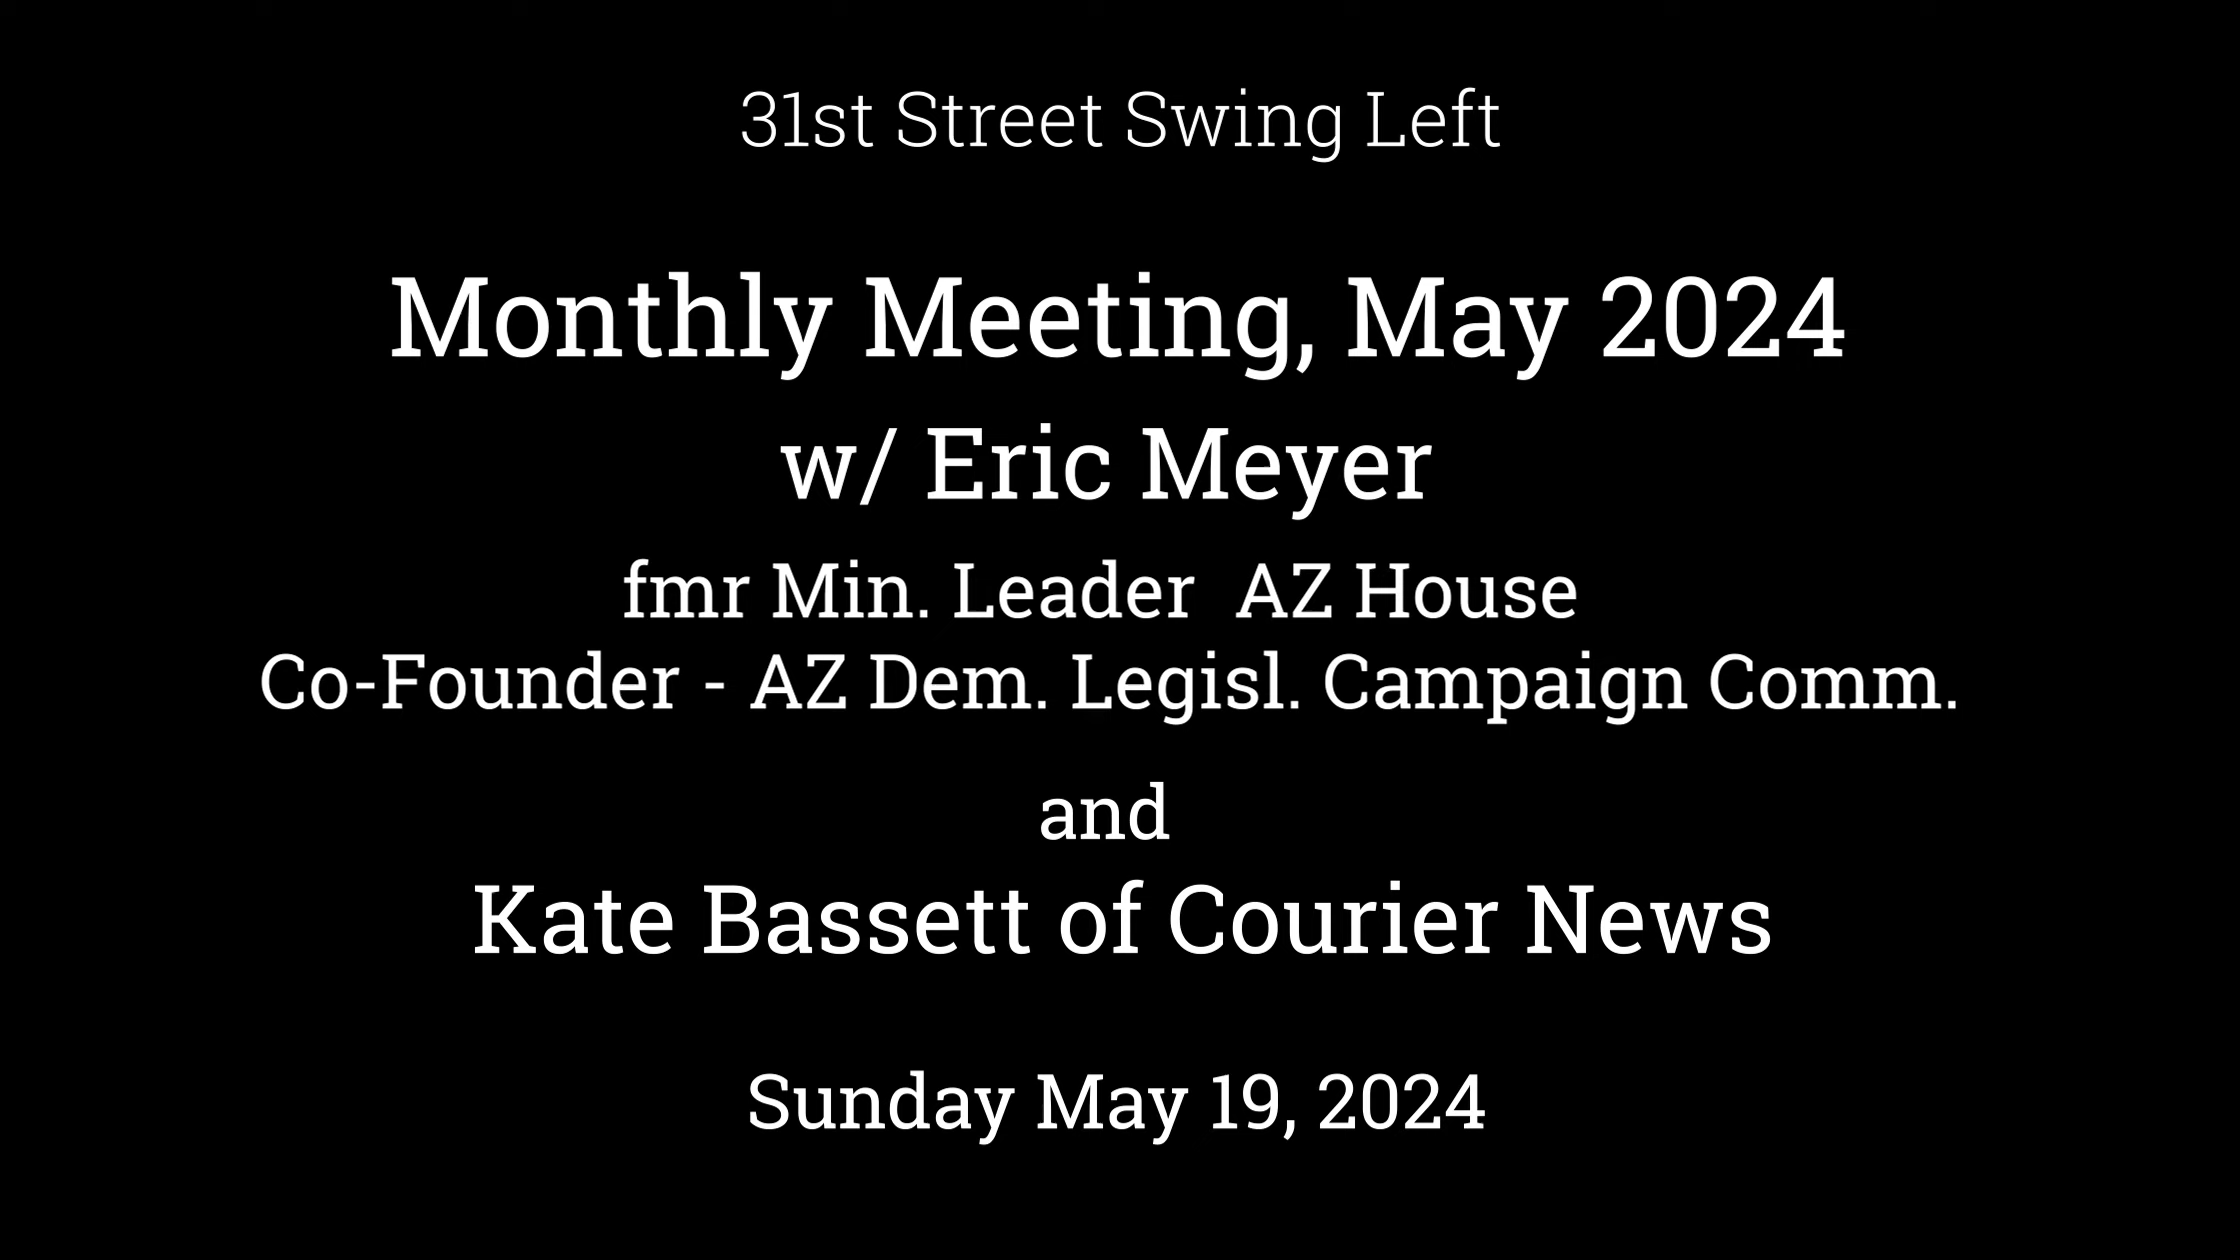 31st Street Swing Left
Monthly Meeting, May 2024
w/ Eric Meyer
fmr Min. Leader  AZ House
Co-Founder - AZ Dem. Legisl. Campaign Comm.
and
Kate Bassett of Courier News
Sunday May 19, 2024